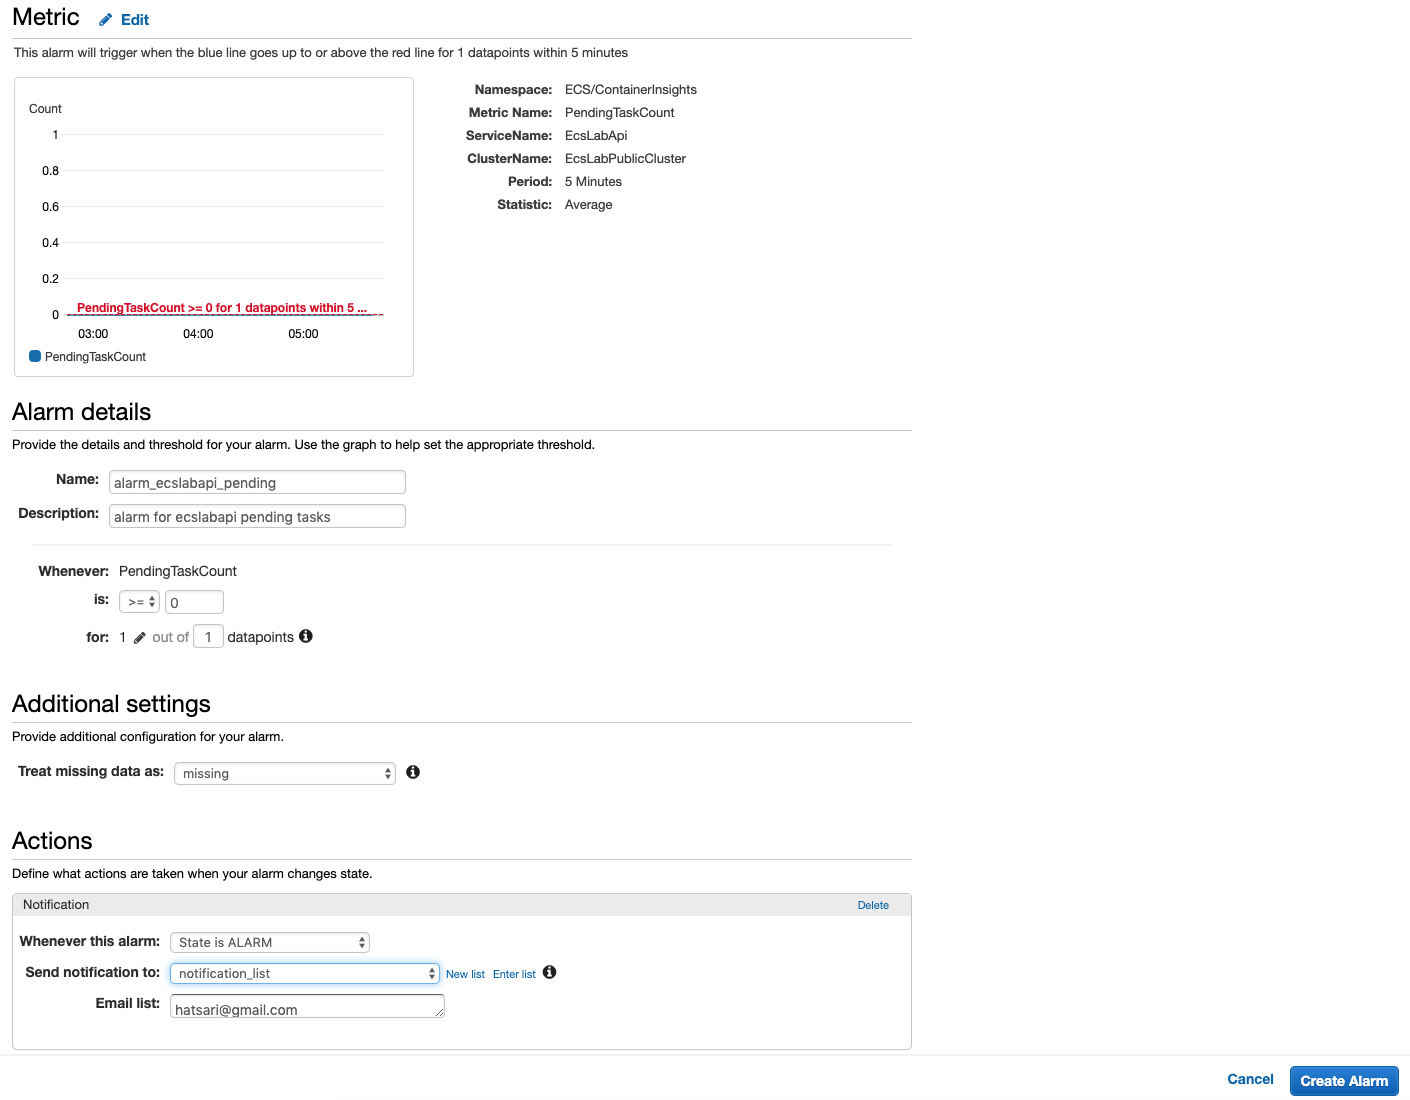 Metric Edit
This alarm will trigger when the blue line goes up to or above the red line for 1 datapoints within 5 minutes
Count
1
0.8
0.6
0.4
0.2
0
PendingTaskCount >= 0 for 1 datapoints within 5 ...
03:00 04:00 05:00
PendingTaskCount
Namespace: ECS/ContainerInsights
Metric Name: PendingTaskCount
ServiceName: EcsLabApi
ClusterName: EcsLabPublicCluster
Period: 5 Minutes
Statistic: Average
Alarm details
Provide the details and threshold for your alarm. Use the graph to help set the appropriate threshold.
Name: alarm_ecslabapi_pending
Description: alarm for ecslabapi pending tasks
Whenever: PendingTaskCount
is: >= 0
for: 1 out of 1 datapoints
Additional settings
Provide additional configuration for your alarm.
Treat missing data as: missing
Actions
Define what actions are taken when your alarm changes state.
Notification Delete
Whenever this alarm: State is ALARM
Send notification to: notification_list New list Enter list
Email list: hatsari@gmail.com
Cancel Create Alarm